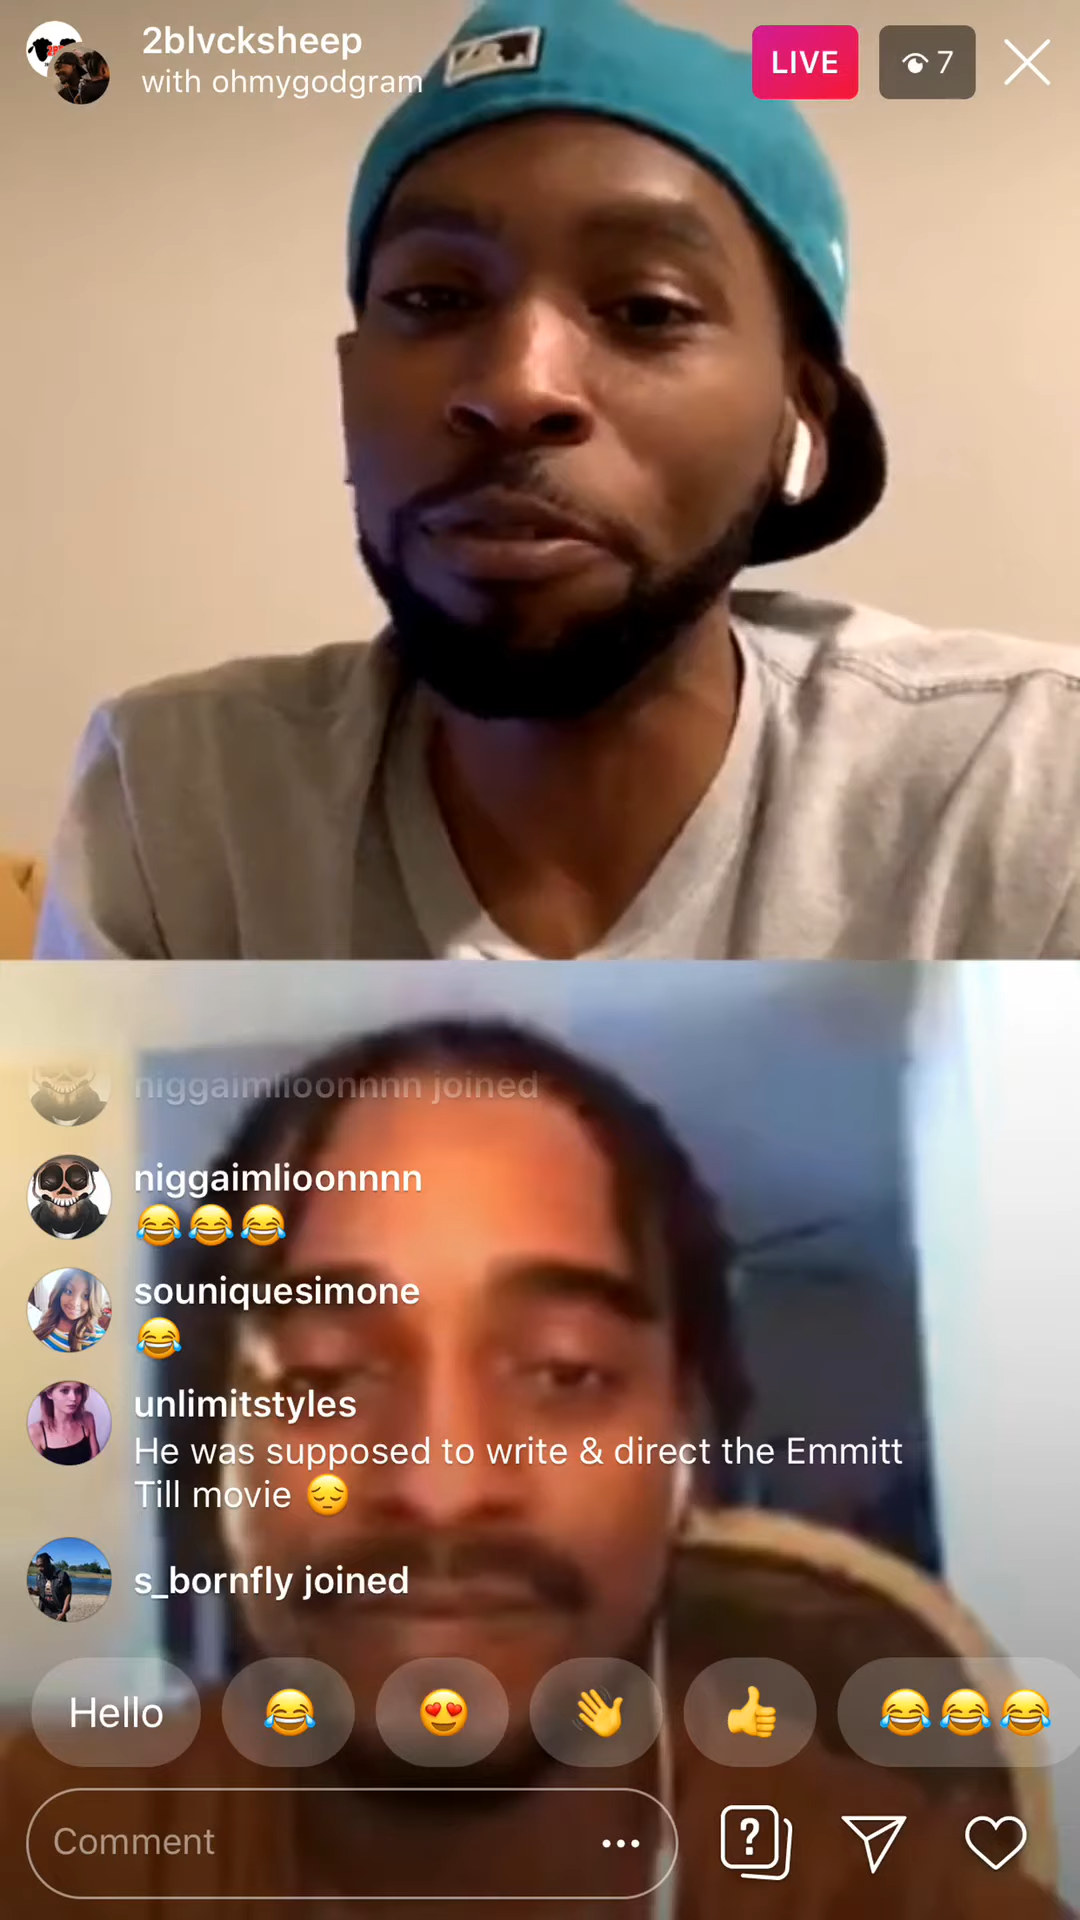 2blvcksheep
with ohmygodgram
LIVE
7
niggaimlioonnnn joined
niggaimlioonnnn
😂😂😂
souniquesimone
😂
unlimitstyles
He was supposed to write & direct the Emmitt
Till movie 😔
s_bornfly joined
Hello 😂 😍 👋 👍 😂😂😂
Comment